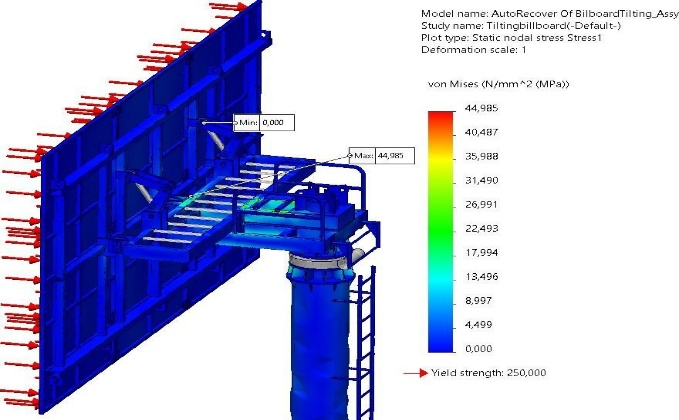 Model name: AutoRecover Of BilboardTilting_Assy
Study name: Tiltingbillboard(-Default-)
Plot type: Static nodal stress Stress1
Deformation scale: 1
von Mises (N/mm^2 (MPa))
44,985
40,487
35,988
31,490
26,991
22,493
17,994
13,496
8,997
4,499
0,000
Yield strength: 250,000
Min: 0,000
Max: 44,985